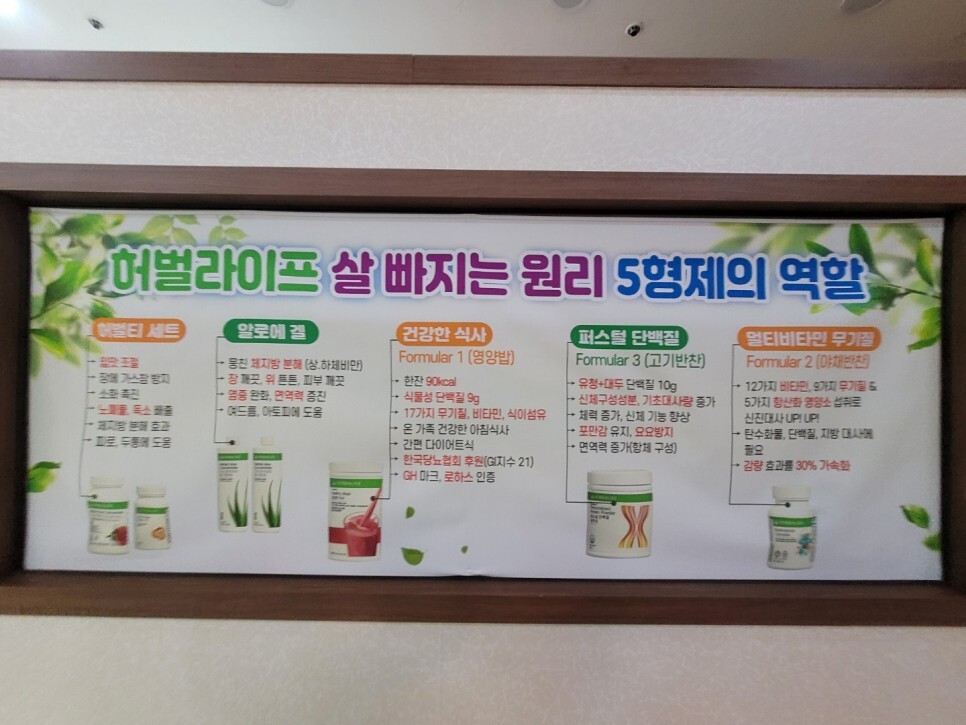 허벌라이프 살 빠지는 원리 5형제의 역할
허벌티 세트
입맛 조절
장에 가스참 방지
소화 촉진
노폐물, 독소 배출
체지방 분해 효과
피로, 두통에 도움
알로에 겔
뭉친 체지방 분해 (상.하체비만)
장 깨끗, 위 튼튼, 피부 깨끗
염증 완화, 면역력 증진
여드름, 아토피에 도움
건강한 식사
Formular 1 (영양밥)
한잔 90kcal
식물성 단백질 9g
17가지 무기질, 비타민, 식이섬유
온 가족 건강한 아침식사
간편 다이어트식
한국당뇨협회 후원(GI지수 21)
GH 마크, 로하스 인증
퍼스널 단백질
Formular 3 (고기반찬)
유청+대두 단백질 10g
신체구성성분, 기초대사량 증가
체력 증가, 신체 기능 향상
포만감 유지, 요요방지
면역력 증가(항체 구성)
멀티비타민 무기질
Formular 2 (야채반찬)
12가지 비타민, 9가지 무기질 &
5가지 항산화 영양소 섭취로
신진대사 UP! UP!
탄수화물, 단백질, 지방 대사에
필요
감량 효과를 30% 가속화